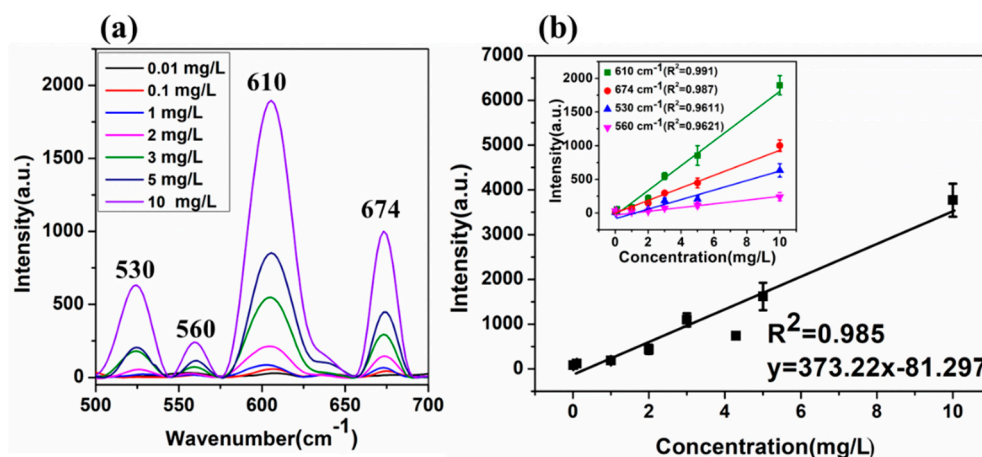 (a)
Intensity(a.u.)
2000
1500
1000
500
0
0.01 mg/L
0.1 mg/L
1 mg/L
2 mg/L
3 mg/L
5 mg/L
10 mg/L
530
560
610
674
500
550
600
650
700
Wavenumber(cm⁻¹)
(b)
Intensity(a.u.)
7000
6000
5000
4000
3000
2000
1000
0
Intensity(a.u.)
2000
1500
1000
500
0
610 cm⁻¹(R²=0.991)
674 cm⁻¹(R²=0.987)
530 cm⁻¹(R²=0.9611)
560 cm⁻¹(R²=0.9621)
0
2
4
6
8
10
Concentration(mg/L)
R²=0.985
y=373.22x-81.297
0
2
4
6
8
10
Concentration(mg/L)